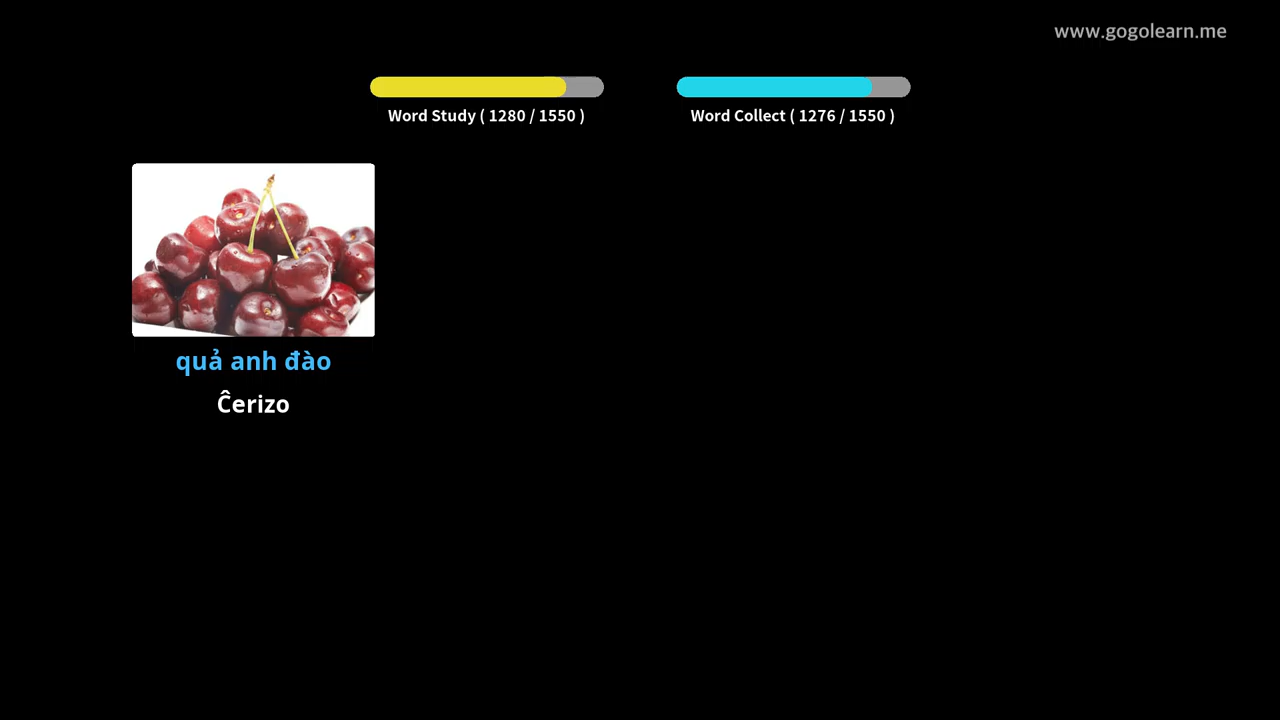 www.gogolearn.me
Word Study ( 1280 / 1550 )
Word Collect ( 1276 / 1550 )
quả anh đào
Ĉerizo